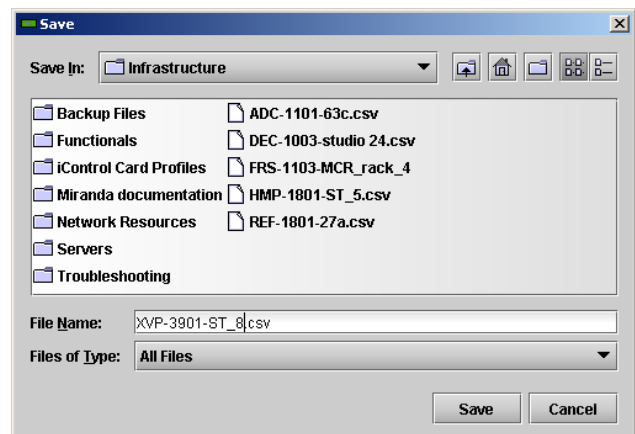 Save
Save In: Infrastructure
Backup Files ADC-1101-63c.csv
Functionals DEC-1003-studio 24.csv
iControl Card Profiles FRS-1103-MCR_rack_4
Miranda documentation HMP-1801-ST_5.csv
Network Resources REF-1801-27a.csv
Servers
Troubleshooting
File Name: XVP-3901-ST_8.csv
Files of Type: All Files
Save Cancel